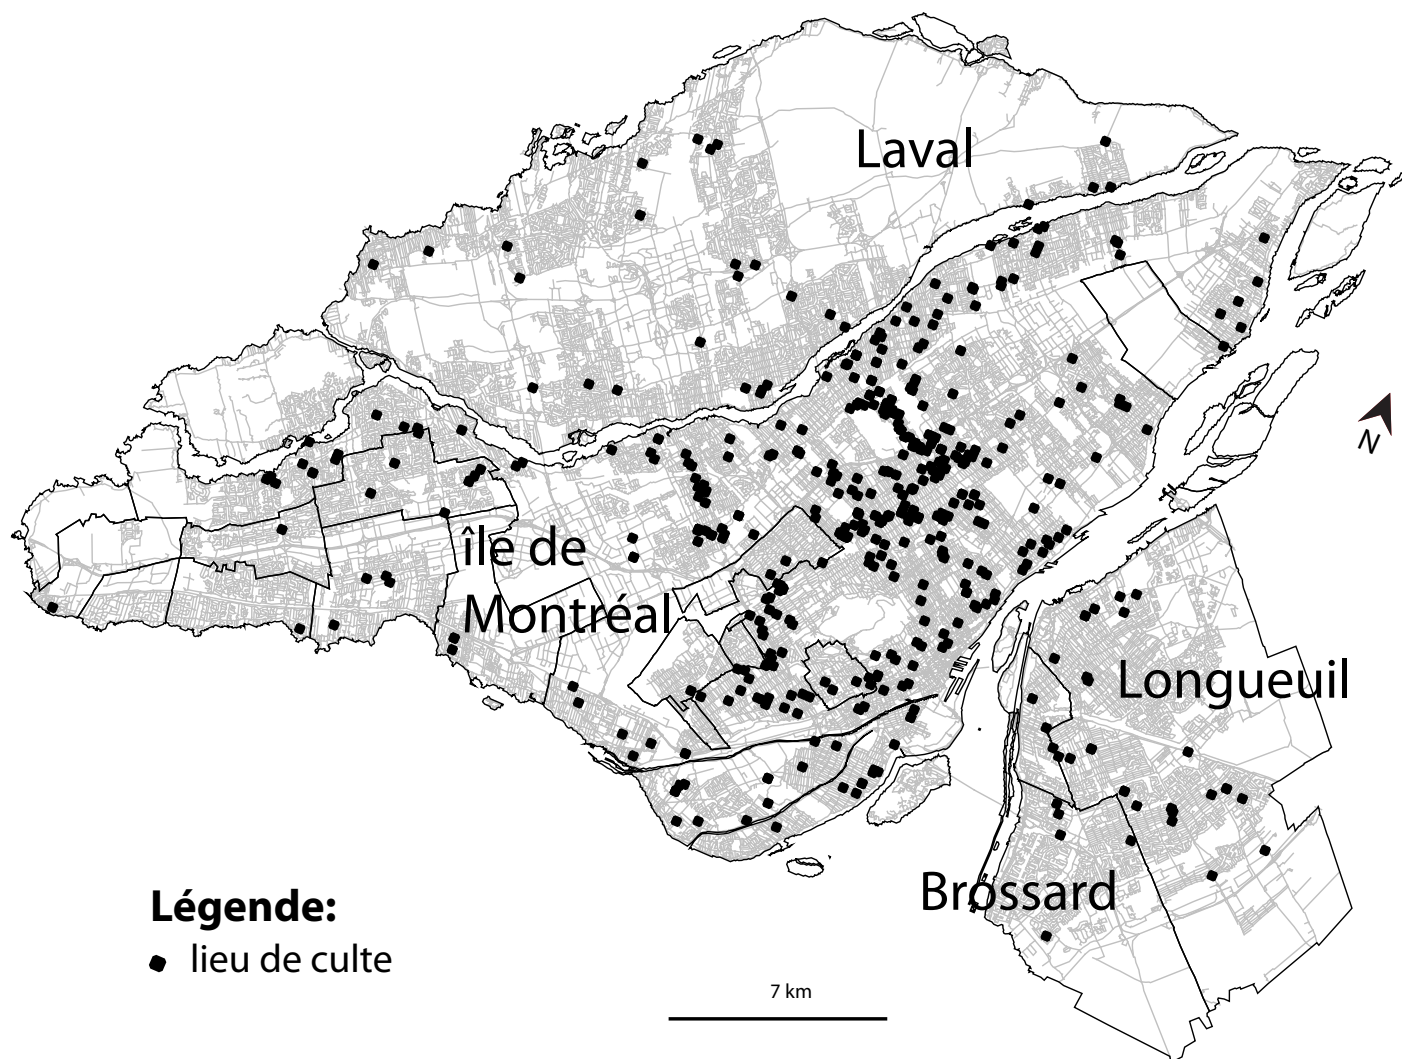 Laval
N
île de
Montréal
Longueuil
Brossard
Légende:
lieu de culte
7 km